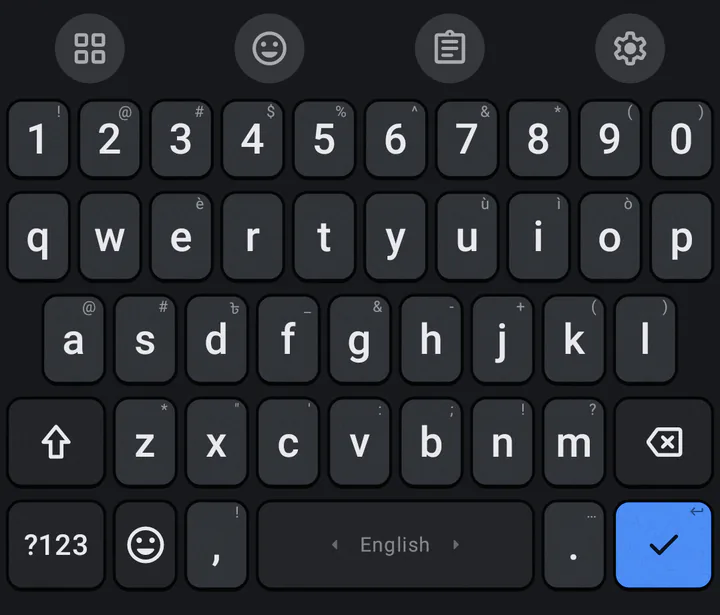 ! @ # $ % ^ & * ( )
1 2 3 4 5 6 7 8 9 0
è ù ì ò
q w e r t y u i o p
@ # _ & - + ( )
a s d f g h j k l
* " ' : ; ! ?
z x c v b n m
! …
?123 , English .